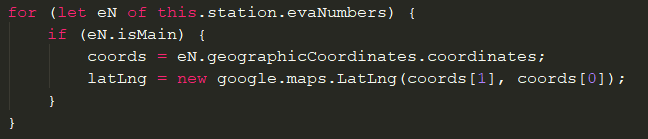 for (let eN of this.station.evaNumbers) {
    if (eN.isMain) {
        coords = eN.geographicCoordinates.coordinates;
        latLng = new google.maps.LatLng(coords[1], coords[0]);
    }
}